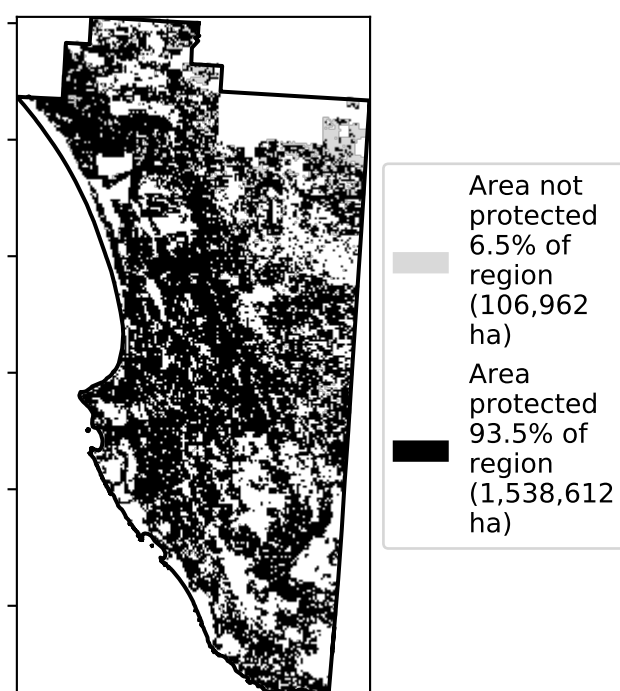 Area not
protected
6.5% of
region
(106,962
ha)
Area
protected
93.5% of
region
(1,538,612
ha)